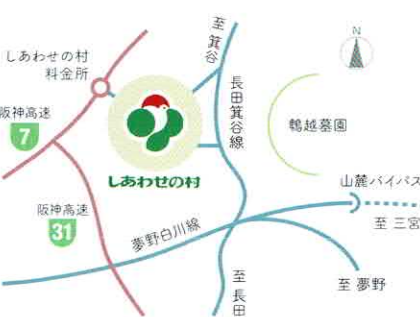 しあわせの村
料金所
阪神高速
7
しあわせの村
阪神高速
31
夢野白川線
至 箕谷
長田箕谷線
至 長田
N
鵯越墓園
山麓バイパス
至 三宮
至 夢野